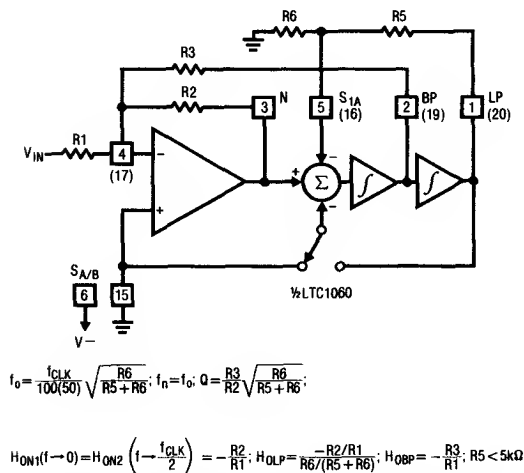 R6
R5
R3
R2
3
N
5
S1A
(16)
2
BP
(19)
1
LP
(20)
VIN
R1
4
(17)
−
+
+
Σ
−
−
∫
∫
SA/B
6
15
V−
½LTC1060
fo = fCLK/100(50) √(R6/(R5+R6)); fn = fo; Q = R3/R2 √(R6/(R5+R6));
HON1(f→0) = HON2 (f→fCLK/2) = −R2/R1; HOLP = −R2/R1/R6/(R5+R6); HOBP = −R3/R1; R5<5kΩ